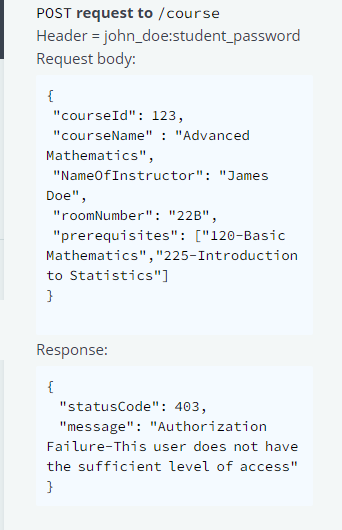 POST request to /course
Header = john_doe:student_password
Request body:
{
"courseId": 123,
"courseName" : "Advanced
Mathematics",
"NameOfInstructor": "James
Doe",
"roomNumber": "22B",
"prerequisites": ["120-Basic
Mathematics","225-Introduction
to Statistics"]
}
Response:
{
"statusCode": 403,
"message": "Authorization
Failure-This user does not have
the sufficient level of access"
}